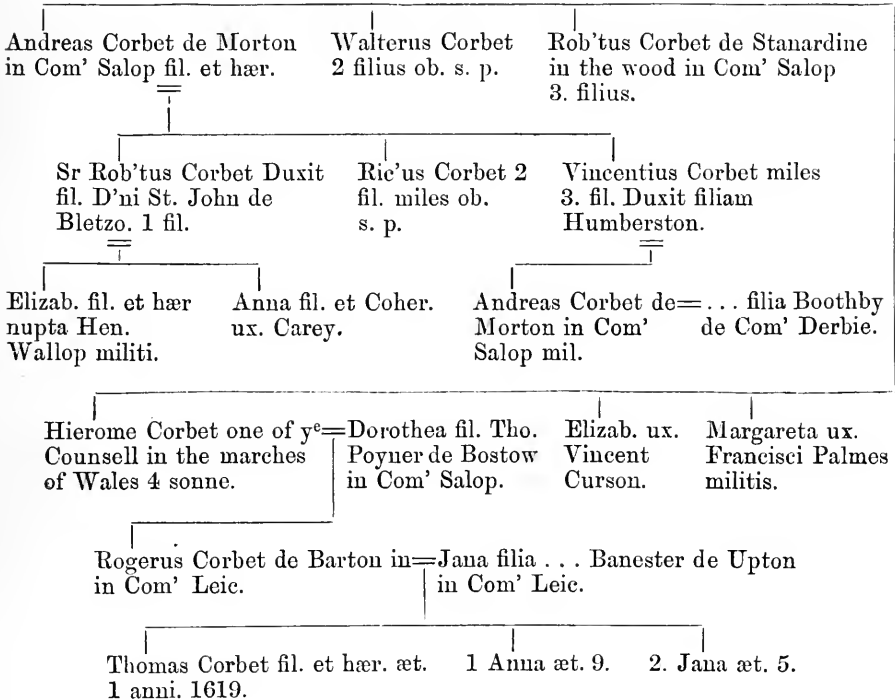 Andreas Corbet de Morton
in Com' Salop fil. et hær.
Walterus Corbet
2 filius ob. s. p.
Rob'tus Corbet de Stanardine
in the wood in Com' Salop
3. filius.
Sr Rob'tus Corbet Duxit
fil. D'ni St. John de
Bletzo. 1 fil.
Ric'us Corbet 2
fil. miles ob.
s. p.
Vincentius Corbet miles
3. fil. Duxit filiam
Humberston.
Elizab. fil. et hær
nupta Hen.
Wallop militi.
Anna fil. et Coher.
ux. Carey.
Andreas Corbet de
Morton in Com'
Salop mil.
=. . . filia Boothby
de Com' Derbie.
Hierome Corbet one of yᵉ
Counsell in the marches
of Wales 4 sonne.
=Dorothea fil. Tho.
Poyner de Bostow
in Com' Salop.
Elizab. ux.
Vincent
Curson.
Margareta ux.
Francisci Palmes
militis.
Rogerus Corbet de Barton in
in Com' Leic.
=Jana filia . . . Banester de Upton
in Com' Leic.
Thomas Corbet fil. et hær. æt.
1 anni. 1619.
1 Anna æt. 9.
2. Jana æt. 5.